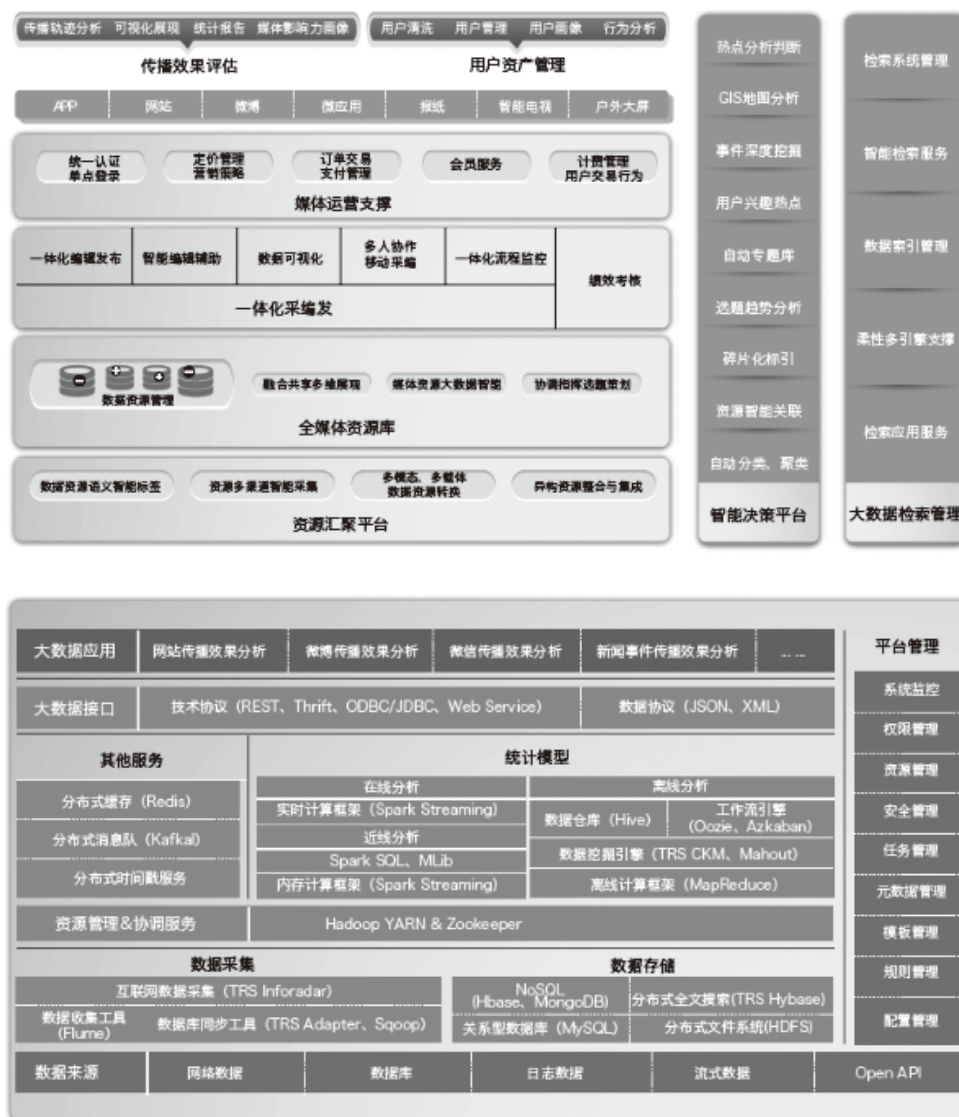 传播轨迹分析 可视化展现 统计报告 媒体影响力画像
传播效果评估
用户清洗 用户管理 用户画像 行为分析
用户资产管理
APP 网站 微博 微应用 报纸 智能电视 户外大屏
统一认证
单点登录
定价管理
营销策略
订单交易
支付管理
会员服务
计费管理
用户交易行为
媒体运营支撑
一体化编辑发布
智能编辑辅助
数据可视化
多人协作
移动采编
一体化流程监控
绩效考核
一体化采编发
数据资源管理
融合共享多维展现
媒体资源大数据智能
协调指挥选题策划
全媒体资源库
数据资源语义智能标签
资源多渠道智能采集
多模态、多载体
数据资源转换
异构资源整合与集成
资源汇聚平台
热点分析判断
GIS地图分析
事件深度挖掘
用户兴趣热点
自动专题库
选题趋势分析
碎片化标引
资源智能关联
自动分类、聚类
智能决策平台
检索系统管理
智能检索服务
数据索引管理
柔性多引擎支撑
检索应用服务
大数据检索管理
大数据应用 网站传播效果分析 微博传播效果分析 微信传播效果分析 新闻事件传播效果分析 ... ...
大数据接口 技术协议（REST、Thrift、ODBC/JDBC、Web Service） 数据协议（JSON、XML）
其他服务
分布式缓存（Redis）
分布式消息队（Kafkal）
分布式时间戳服务
统计模型
在线分析
实时计算框架（Spark Streaming）
近线分析
Spark SQL、MLib
内存计算框架（Spark Streaming）
离线分析
数据仓库（Hive）
工作流引擎
(Oozie、Azkaban)
数据挖掘引擎（TRS CKM、Mahout）
离线计算框架（MapReduce）
资源管理&协调服务 Hadoop YARN & Zookeeper
数据采集
互联网数据采集（TRS Inforadar）
数据收集工具
(Flume)
数据库同步工具（TRS Adapter、Sqoop）
数据存储
NoSQL
(Hbase、MongoDB)
分布式全文搜索(TRS Hybase)
关系型数据库（MySQL）
分布式文件系统(HDFS)
数据来源 网络数据 数据库 日志数据 流式数据 Open API
平台管理
系统监控
权限管理
资源管理
安全管理
任务管理
元数据管理
模板管理
规则管理
配置管理